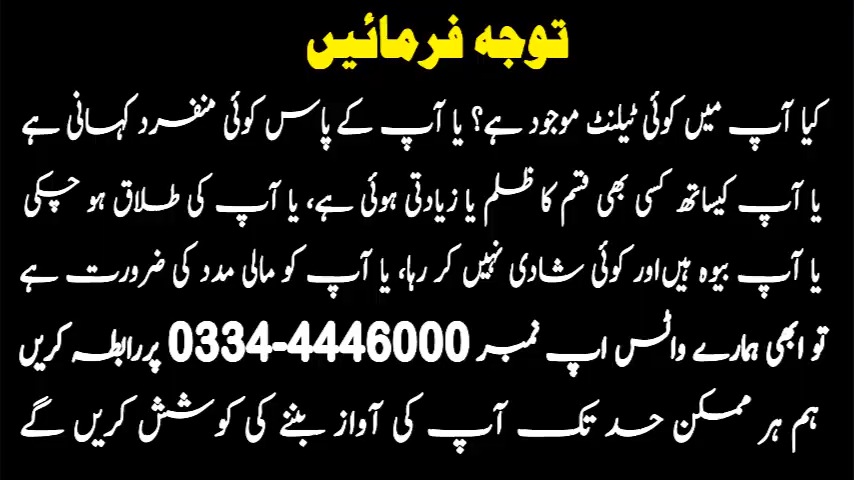 توجہ فرمائیں
کیا آپ میں کوئی ٹیلنٹ موجود ہے؟ یا آپ کے پاس کوئی منفرد کہانی ہے
یا آپ کیساتھ کسی بھی قسم کا ظلم یا زیادتی ہوئی ہے، یا آپ کی طلاق ہو چکی
یا آپ بیوہ ہیں اور کوئی شادی نہیں کر رہا، یا آپ کو مالی مدد کی ضرورت ہے
تو ابھی ہمارے واٹس اپ نمبر 0334-4446000 پر رابطہ کریں
ہم ہر ممکن حد تک آپ کی آواز بننے کی کوشش کریں گے